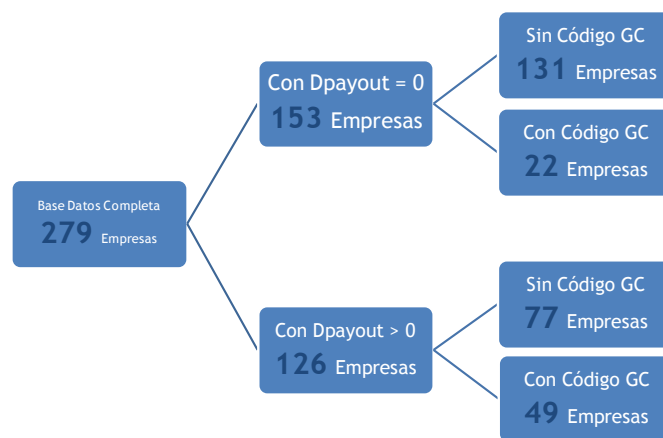 Base Datos Completa
279 Empresas
Con Dpayout = 0
153 Empresas
Sin Código GC
131 Empresas
Con Código GC
22 Empresas
Con Dpayout > 0
126 Empresas
Sin Código GC
77 Empresas
Con Código GC
49 Empresas